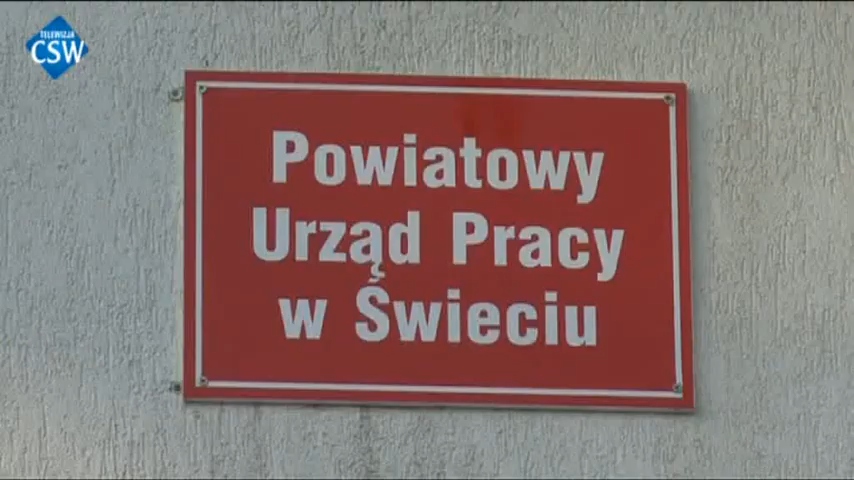 TELEWIZJA
CSW
Powiatowy
Urząd Pracy
w Świeciu